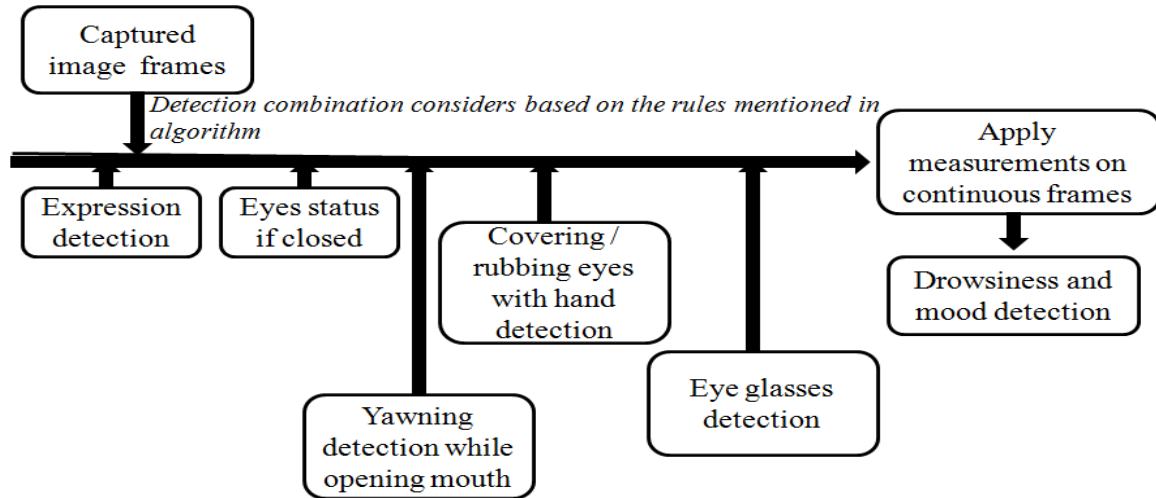 Captured
image frames
Detection combination considers based on the rules mentioned in
algorithm
Apply
measurements on
continuous frames
Expression
detection
Eyes status
if closed
Covering /
rubbing eyes
with hand
detection
Drowsiness and
mood detection
Eye glasses
detection
Yawning
detection while
opening mouth